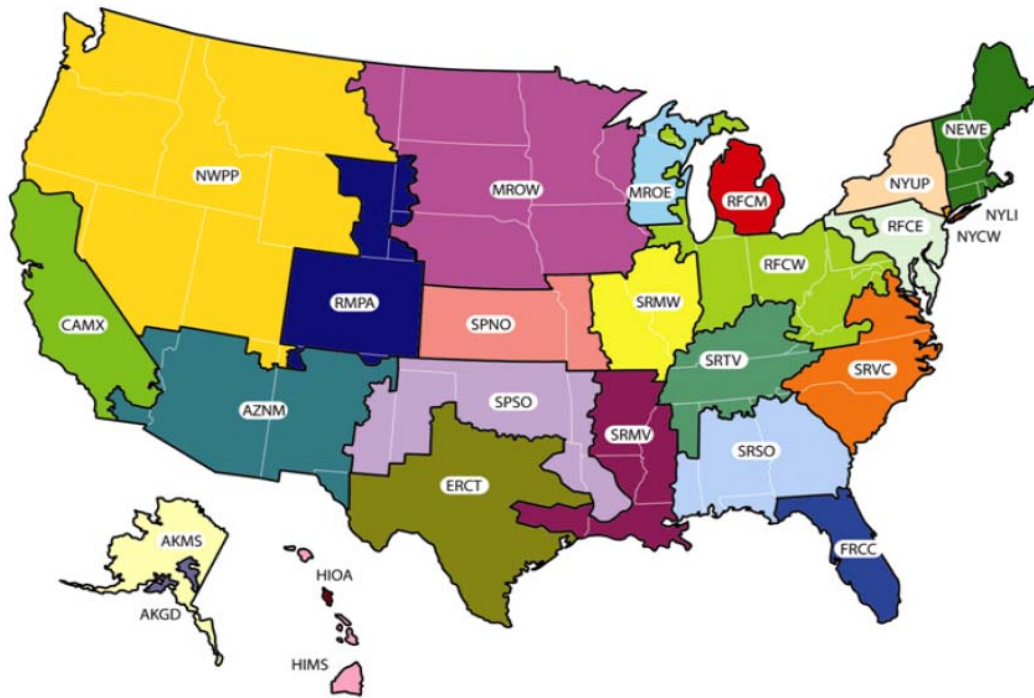 NEWE
NWPP
MROW
MROE
RFCM
NYUP
NYLI
NYCW
RFCE
RFCW
RMPA
SRMW
CAMX
SPNO
SRVC
SRTV
AZNM
SPSO
SRMV
SRSO
ERCT
FRCC
AKMS
HIOA
AKGD
HIMS